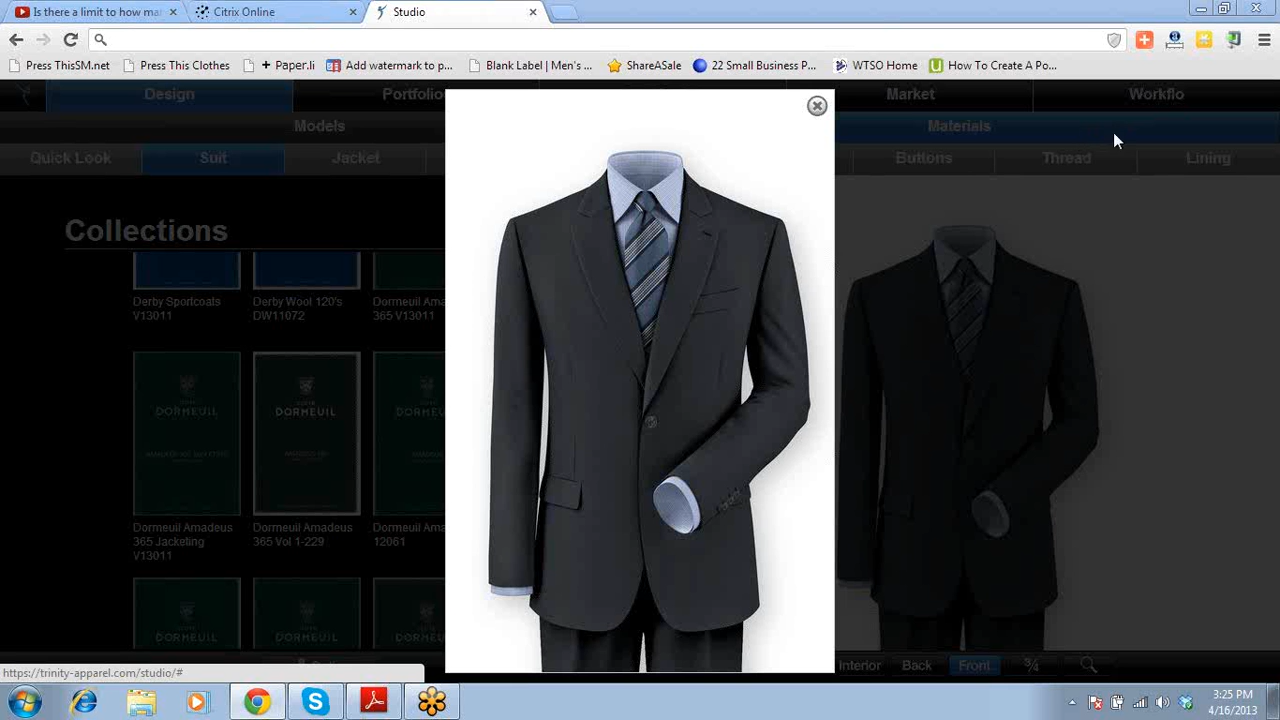 Is there a limit to how ma
Citrix Online
Studio
Press ThisSM.net
Press This Clothes
+ Paper.li
Add watermark to p...
Blank Label | Men's ...
ShareASale
22 Small Business P...
WTSO Home
How To Create A Po...
Design
Portfolio
Market
Workflo
Models
Materials
Quick Look
Suit
Jacket
Buttons
Thread
Lining
Collections
Derby Sportcoats V13011
Derby Wool 120's DW11072
Dormeuil Ama 365 V13011
DORMEUIL
DORMEUIL
DORMEU
Dormeuil Amadeus 365 Jacketing V13011
Dormeuil Amadeus 365 Vol 1-229
Dormeuil Ama 12061
https://trinity-apparel.com/studio/#
Interior
Back
Front
¾
3:25 PM
4/16/2013